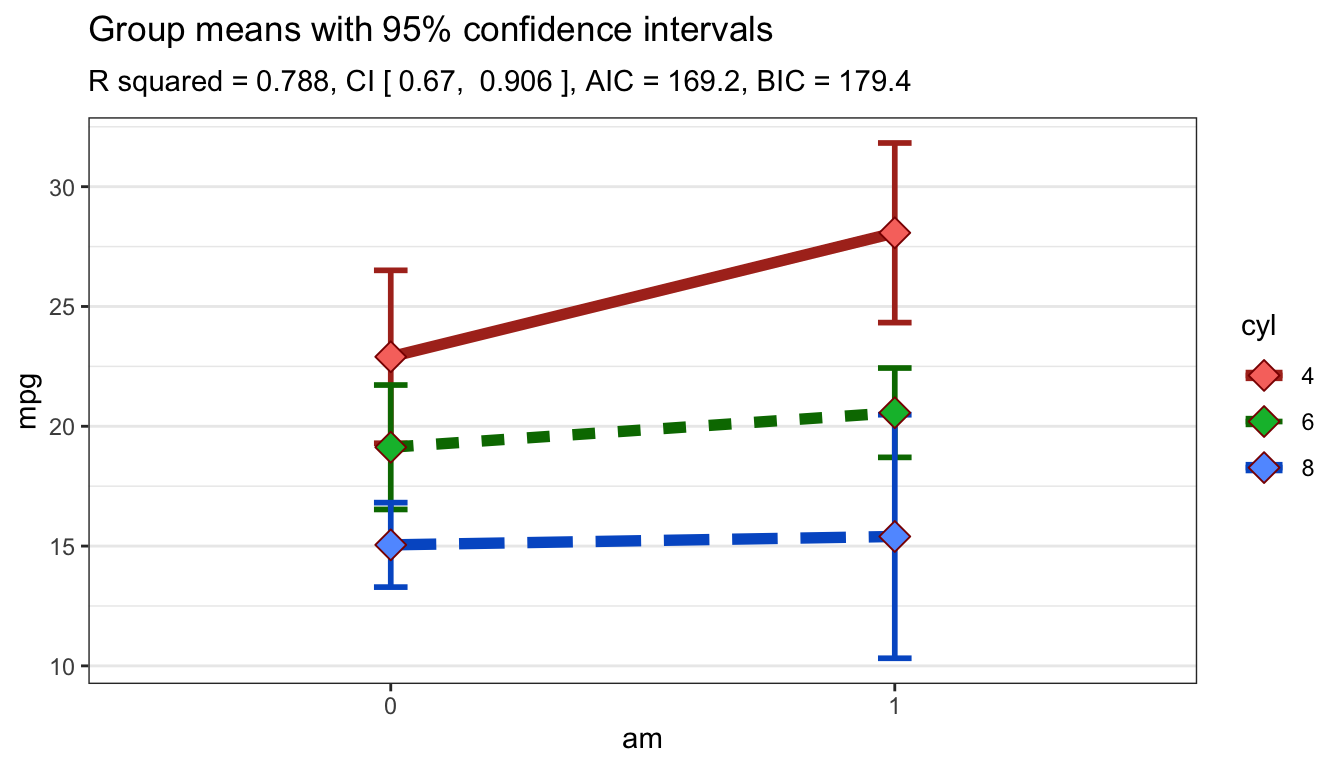 Group means with 95% confidence intervals
R squared = 0.788, CI [ 0.67,  0.906 ], AIC = 169.2, BIC = 179.4
30
25
20
15
10
mpg
0
1
am
cyl
4
6
8